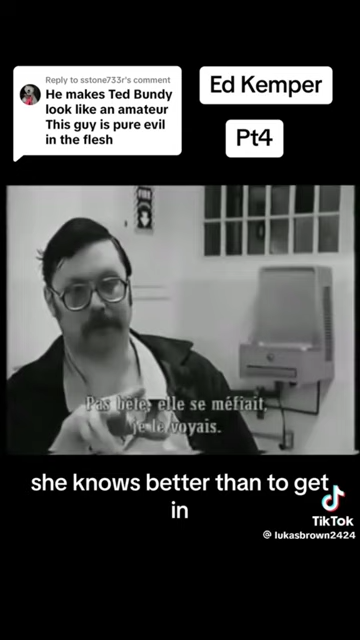 Reply to sstone733r's comment
He makes Ted Bundy
look like an amateur
This guy is pure evil
in the flesh
Ed Kemper
Pt4
Pas bête, elle se méfiait,
je le voyais.
she knows better than to get
in
TikTok
@ lukasbrown2424